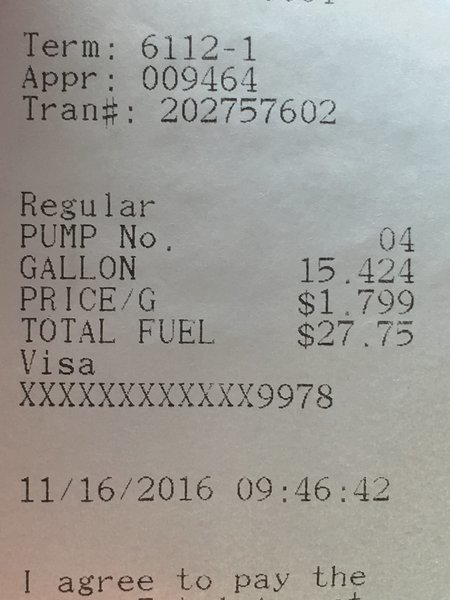 Term: 6112-1
Appr: 009464
Tran#: 202757602
Regular
PUMP No. 04
GALLON 15.424
PRICE/G $1.799
TOTAL FUEL $27.75
Visa
XXXXXXXXXXXX9978
11/16/2016 09:46:42
I agree to pay the